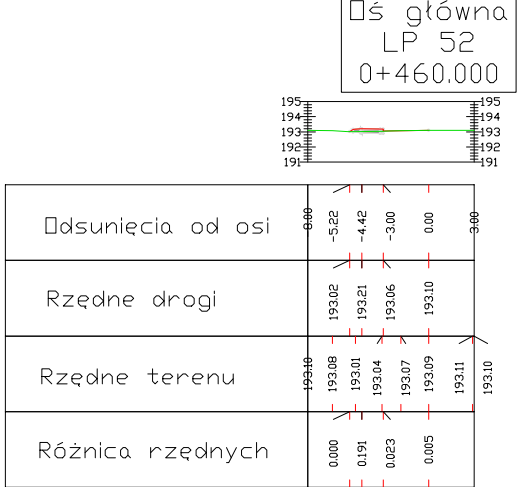 Oś główna
LP 52
0+460.000
195 195
194 194
193 193
192 192
191 191
Odsunięcia od osi 8.00 -5.22 -4.42 -3.00 0.00 3.00
Rzędne drogi 193.02 193.21 193.06 193.10
Rzędne terenu 193.10 193.08 193.01 193.04 193.07 193.09 193.11 193.10
Różnica rzędnych 0.000 0.191 0.023 0.005